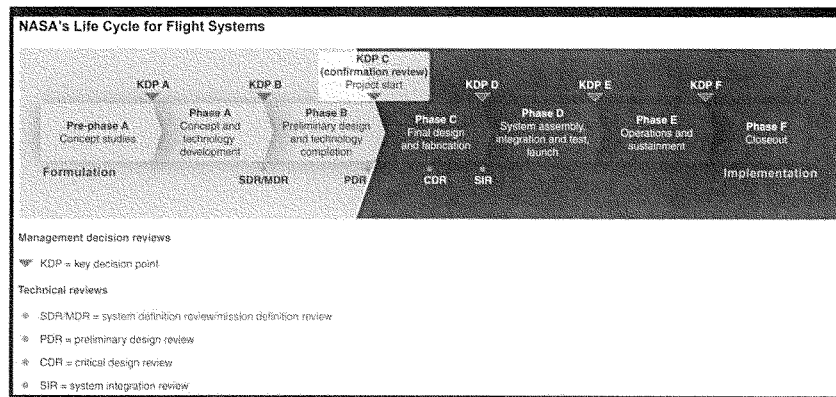 NASA's Life Cycle for Flight Systems
KDP C
(confirmation review)
Project start
KDP A
KDP B
KDP D
KDP E
KDP F
Pre-phase A
Concept studies
Phase A
Concept and
technology
development
Phase B
Preliminary design
and technology
completion
Phase C
Final design
and fabrication
Phase D
System assembly,
integration and test,
launch
Phase E
Operations and
sustainment
Phase F
Closeout
Formulation
Implementation
SDR/MDR
PDR
CDR
SIR
Management decision reviews
KDP = key decision point
Technical reviews
SDR/MDR = system definition review/mission definition review
PDR = preliminary design review
CDR = critical design review
SIR = system integration review